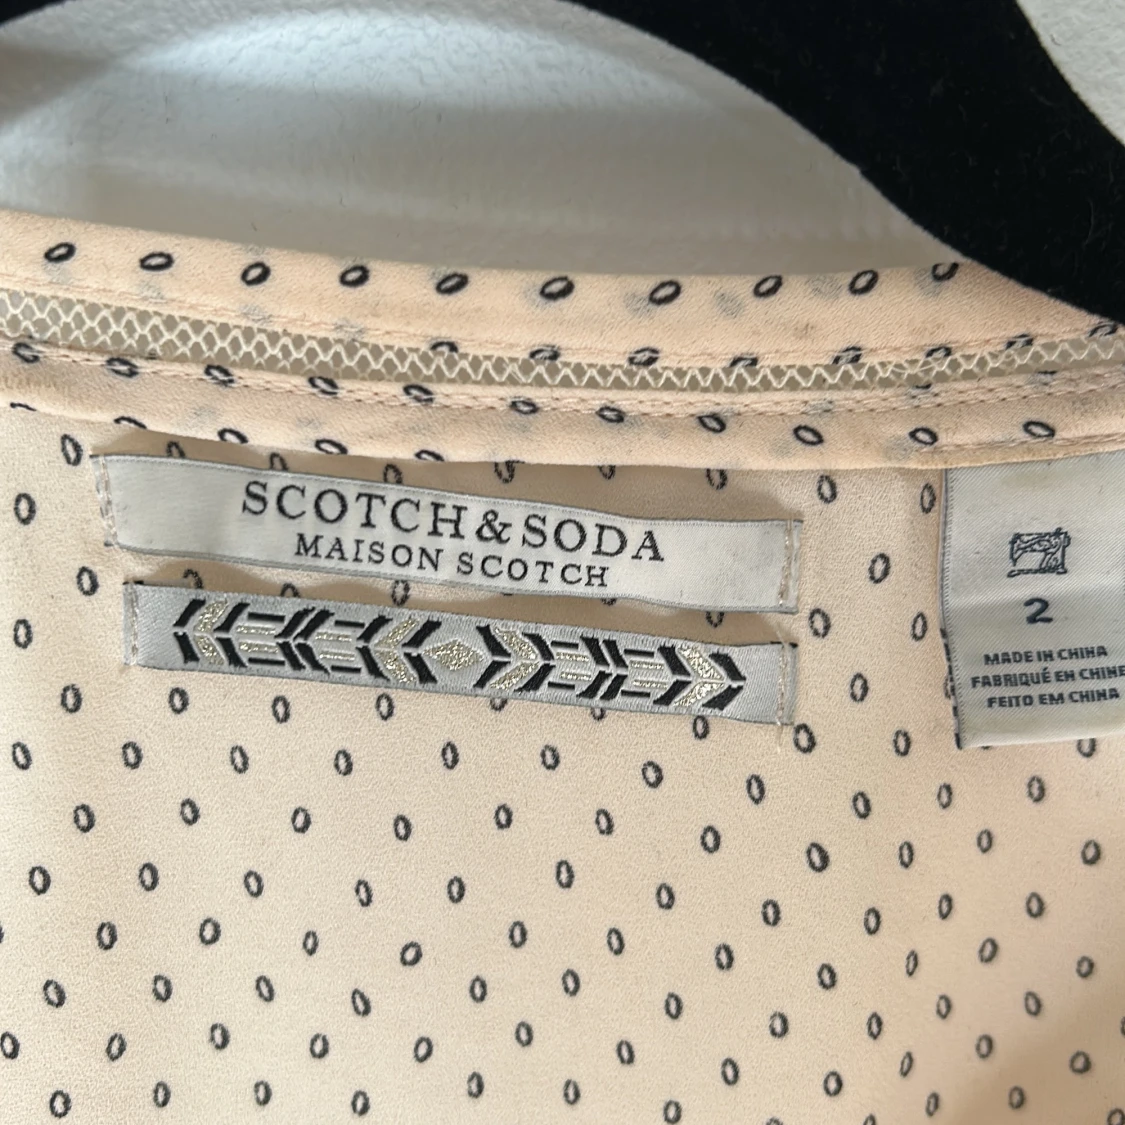 SCOTCH & SODA
MAISON SCOTCH
2
MADE IN CHINA
FABRIQUÉ EN CHINE
FEITO EM CHINA